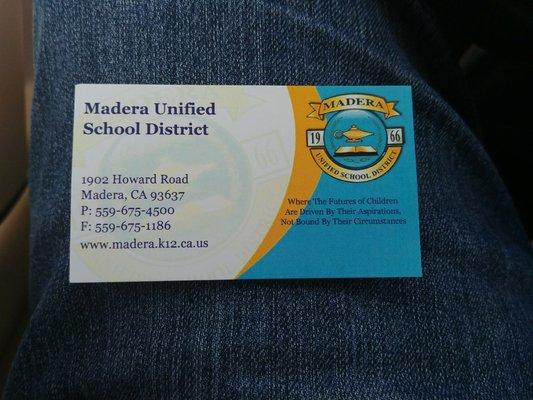 Madera Unified
School District
1902 Howard Road
Madera, CA 93637
P: 559-675-4500
F: 559-675-1186
www.madera.k12.ca.us
MADERA
19 66
UNIFIED SCHOOL DISTRICT
Where The Futures of Children
Are Driven By Their Aspirations,
Not Bound By Their Circumstances
66